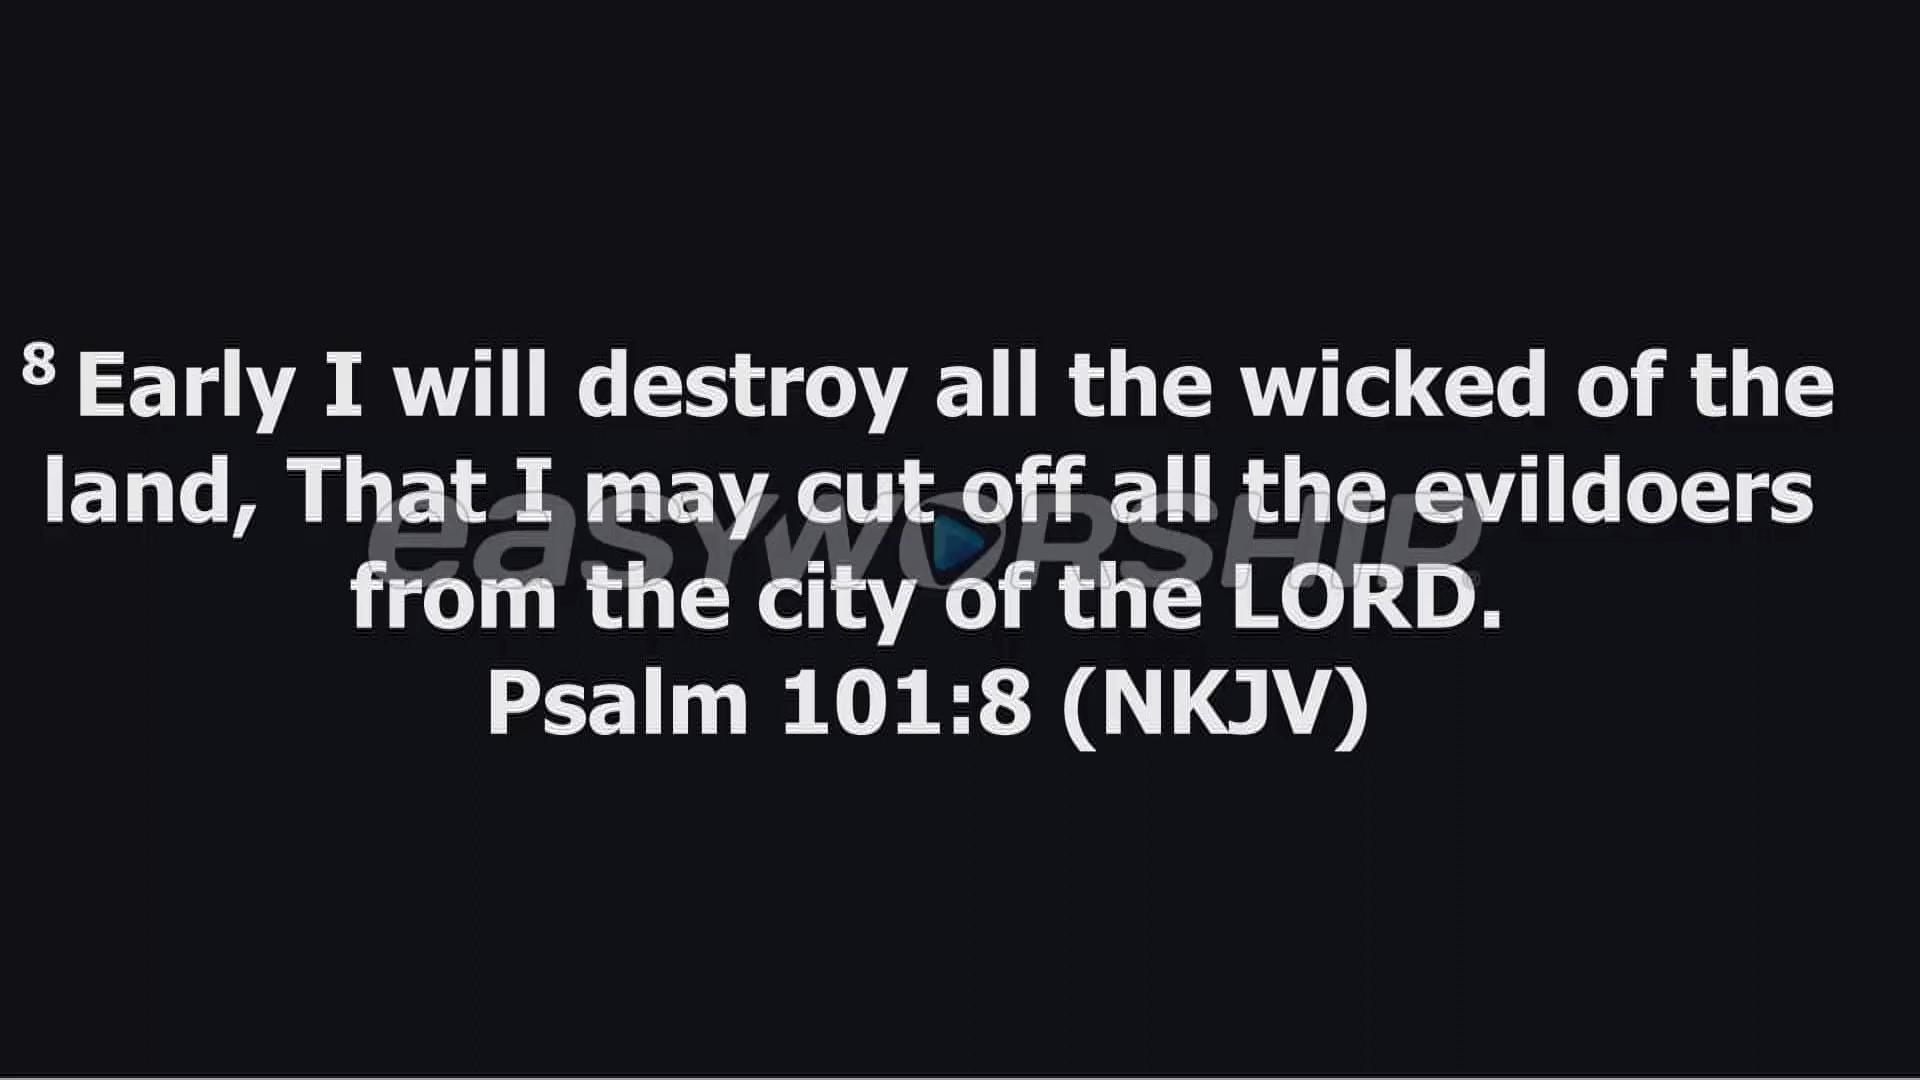 8 Early I will destroy all the wicked of the
land, That I may cut off all the evildoers
easyWORSHIP®
from the city of the LORD.
Psalm 101:8 (NKJV)